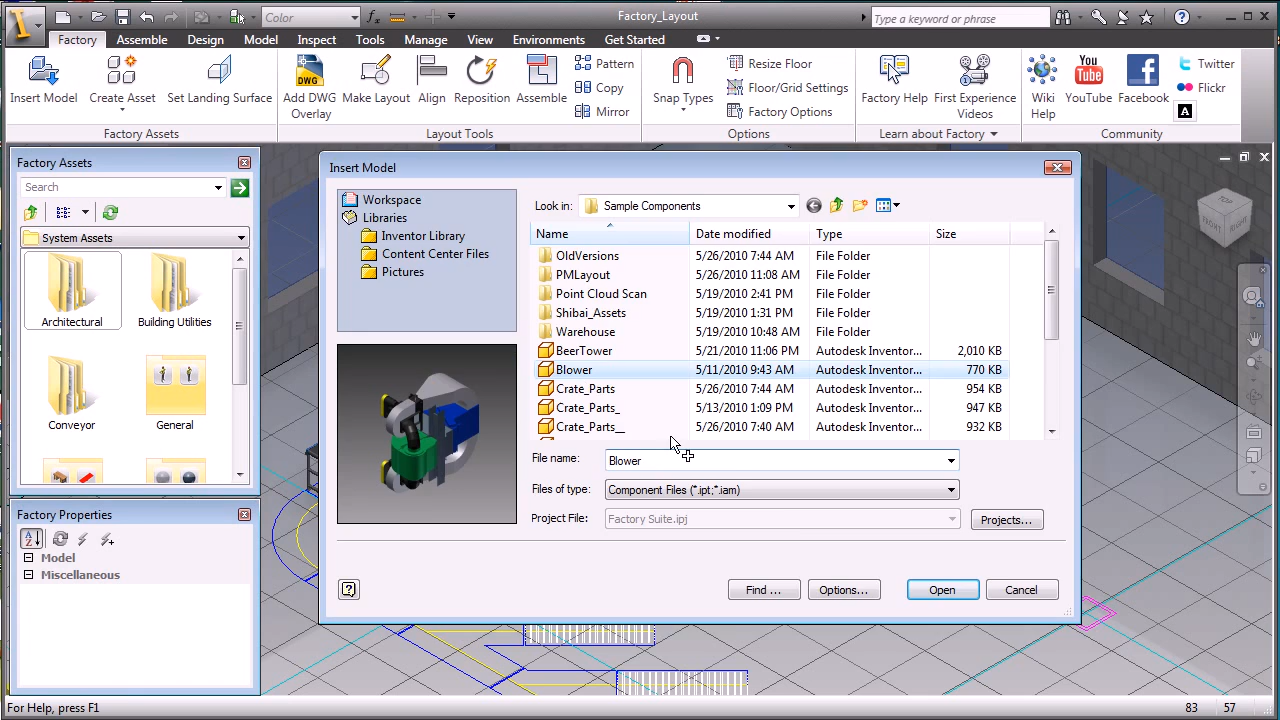 Color
Factory_Layout
Type a keyword or phrase
Factory Assemble Design Model Inspect Tools Manage View Environments Get Started
Insert Model
Create Asset
Set Landing Surface
Factory Assets
DWG
Add DWG
Overlay
Make Layout
Align
Reposition
Assemble
Pattern
Copy
Mirror
Layout Tools
Snap Types
Resize Floor
Floor/Grid Settings
Factory Options
Options
Factory Help
First Experience
Videos
Learn about Factory
Wiki
Help
You
Tube
YouTube
Facebook
Twitter
Flickr
A
Community
Factory Assets
Search
System Assets
Architectural
Building Utilities
Conveyor
General
Factory Properties
Model
Miscellaneous
Insert Model
Workspace
Libraries
Inventor Library
Content Center Files
Pictures
Look in: Sample Components
Name Date modified Type Size
OldVersions 5/26/2010 7:44 AM File Folder
PMLayout 5/26/2010 11:08 AM File Folder
Point Cloud Scan 5/19/2010 2:41 PM File Folder
Shibai_Assets 5/19/2010 1:31 PM File Folder
Warehouse 5/19/2010 10:48 AM File Folder
BeerTower 5/21/2010 11:06 PM Autodesk Inventor... 2,010 KB
Blower 5/11/2010 9:43 AM Autodesk Inventor... 770 KB
Crate_Parts 5/26/2010 7:44 AM Autodesk Inventor... 954 KB
Crate_Parts_ 5/13/2010 1:09 PM Autodesk Inventor... 947 KB
Crate_Parts__ 5/26/2010 7:40 AM Autodesk Inventor... 932 KB
File name: Blower
Files of type: Component Files (*.ipt;*.iam)
Project File: Factory Suite.ipj
Projects...
Find ... Options... Open Cancel
For Help, press F1
83 57